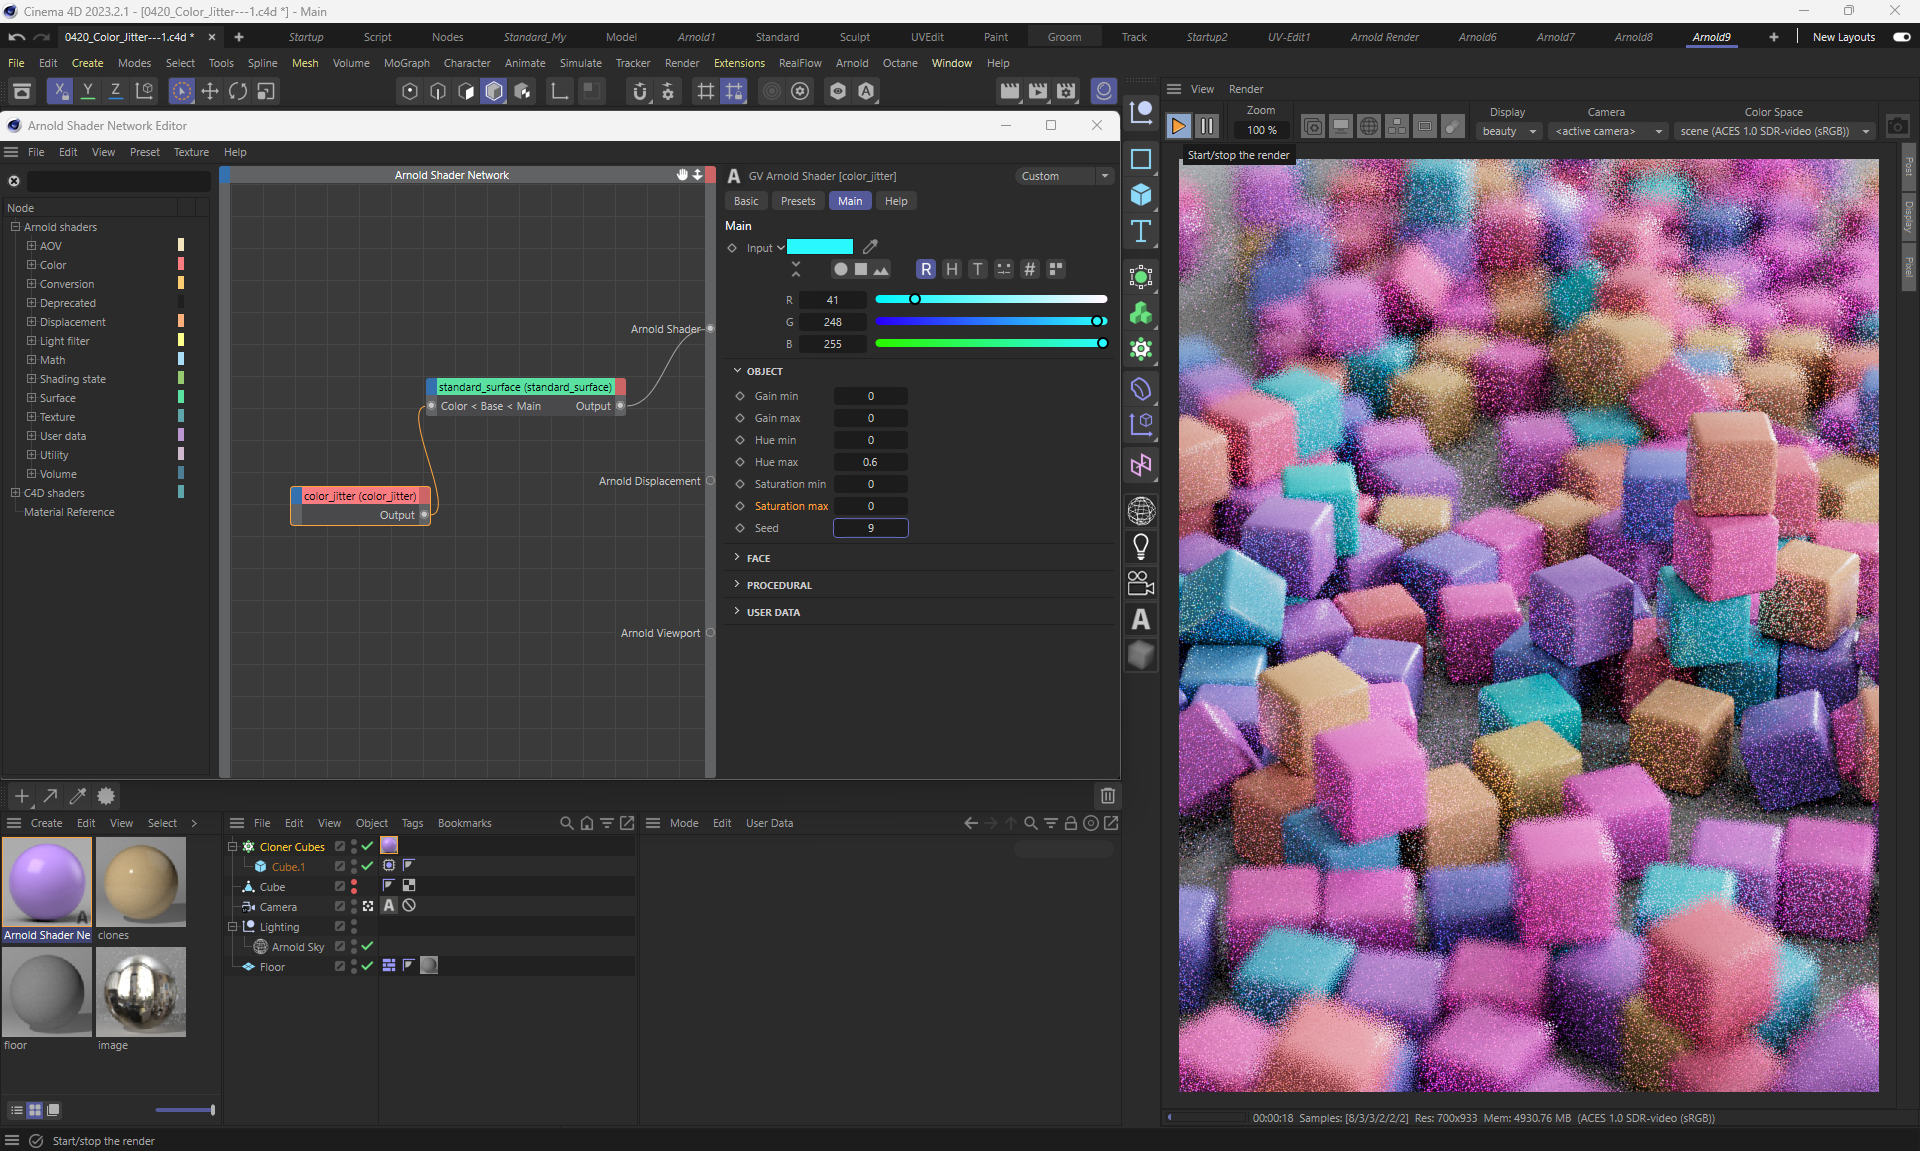 Cinema 4D 2023.2.1 - [0420_Color_Jitter---1.c4d *] - Main
0420_Color_Jitter---1.c4d * Startup Script Nodes Standard_My Model Arnold1 Standard Sculpt UVEdit Paint Groom Track Startup2 UV-Edit1 Arnold Render Arnold6 Arnold7 Arnold8 Arnold9 New Layouts
File Edit Create Modes Select Tools Spline Mesh Volume MoGraph Character Animate Simulate Tracker Render Extensions RealFlow Arnold Octane Window Help
X Y Z
View Render
Zoom Display Camera Color Space
100 % beauty <active camera> scene (ACES 1.0 SDR-video (sRGB))
Start/stop the render
Post
Display
Pixel
Arnold Shader Network Editor
File Edit View Preset Texture Help
Node
Arnold shaders
AOV
Color
Conversion
Deprecated
Displacement
Light filter
Math
Shading state
Surface
Texture
User data
Utility
Volume
C4D shaders
Material Reference
Arnold Shader Network
Arnold Shader
standard_surface (standard_surface)
Color < Base < Main Output
Arnold Displacement
color_jitter (color_jitter)
Output
Arnold Viewport
GV Arnold Shader [color_jitter] Custom
Basic Presets Main Help
Main
Input
R H T #
R 41
G 248
B 255
OBJECT
Gain min 0
Gain max 0
Hue min 0
Hue max 0.6
Saturation min 0
Saturation max 0
Seed 9
FACE
PROCEDURAL
USER DATA
Create Edit View Select
Arnold Shader Ne clones
floor image
File Edit View Object Tags Bookmarks
Cloner Cubes
Cube.1
Cube
Camera
Lighting
Arnold Sky
Floor
Mode Edit User Data
00:00:18 Samples: [8/3/3/2/2/2] Res: 700x933 Mem: 4930.76 MB (ACES 1.0 SDR-video (sRGB))
Start/stop the render